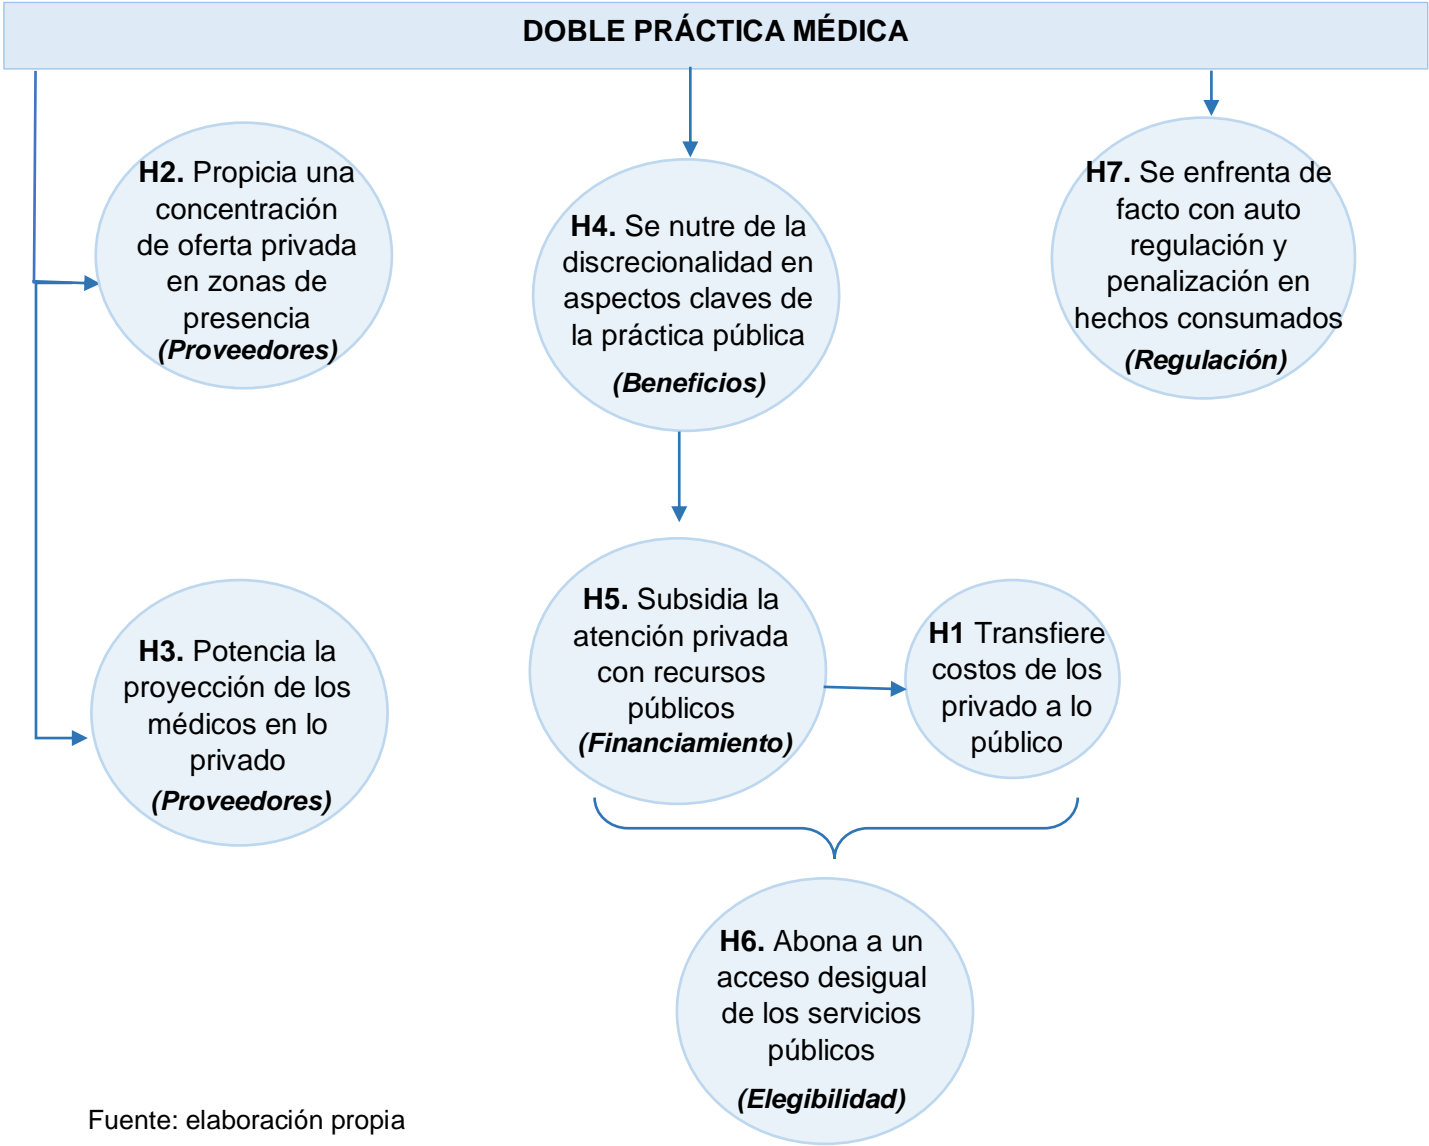 DOBLE PRÁCTICA MÉDICA
H2. Propicia una
concentración
de oferta privada
en zonas de
presencia
(Proveedores)
H4. Se nutre de la
discrecionalidad en
aspectos claves de
la práctica pública
(Beneficios)
H7. Se enfrenta de
facto con auto
regulación y
penalización en
hechos consumados
(Regulación)
H3. Potencia la
proyección de los
médicos en lo
privado
(Proveedores)
H5. Subsidia la
atención privada
con recursos
públicos
(Financiamiento)
H1 Transfiere
costos de los
privado a lo
público
H6. Abona a un
acceso desigual
de los servicios
públicos
(Elegibilidad)
Fuente: elaboración propia